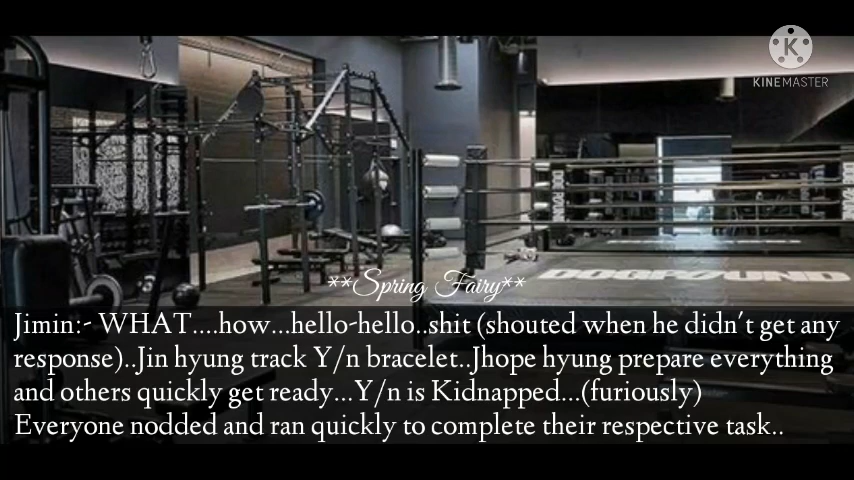 KINEMASTER
DOGPOUND
**Spring Fairy**
Jimin:- WHAT....how...hello-hello..shit (shouted when he didn't get any
response)..Jin hyung track Y/n bracelet..Jhope hyung prepare everything
and others quickly get ready...Y/n is Kidnapped...(furiously)
Everyone nodded and ran quickly to complete their respective task..